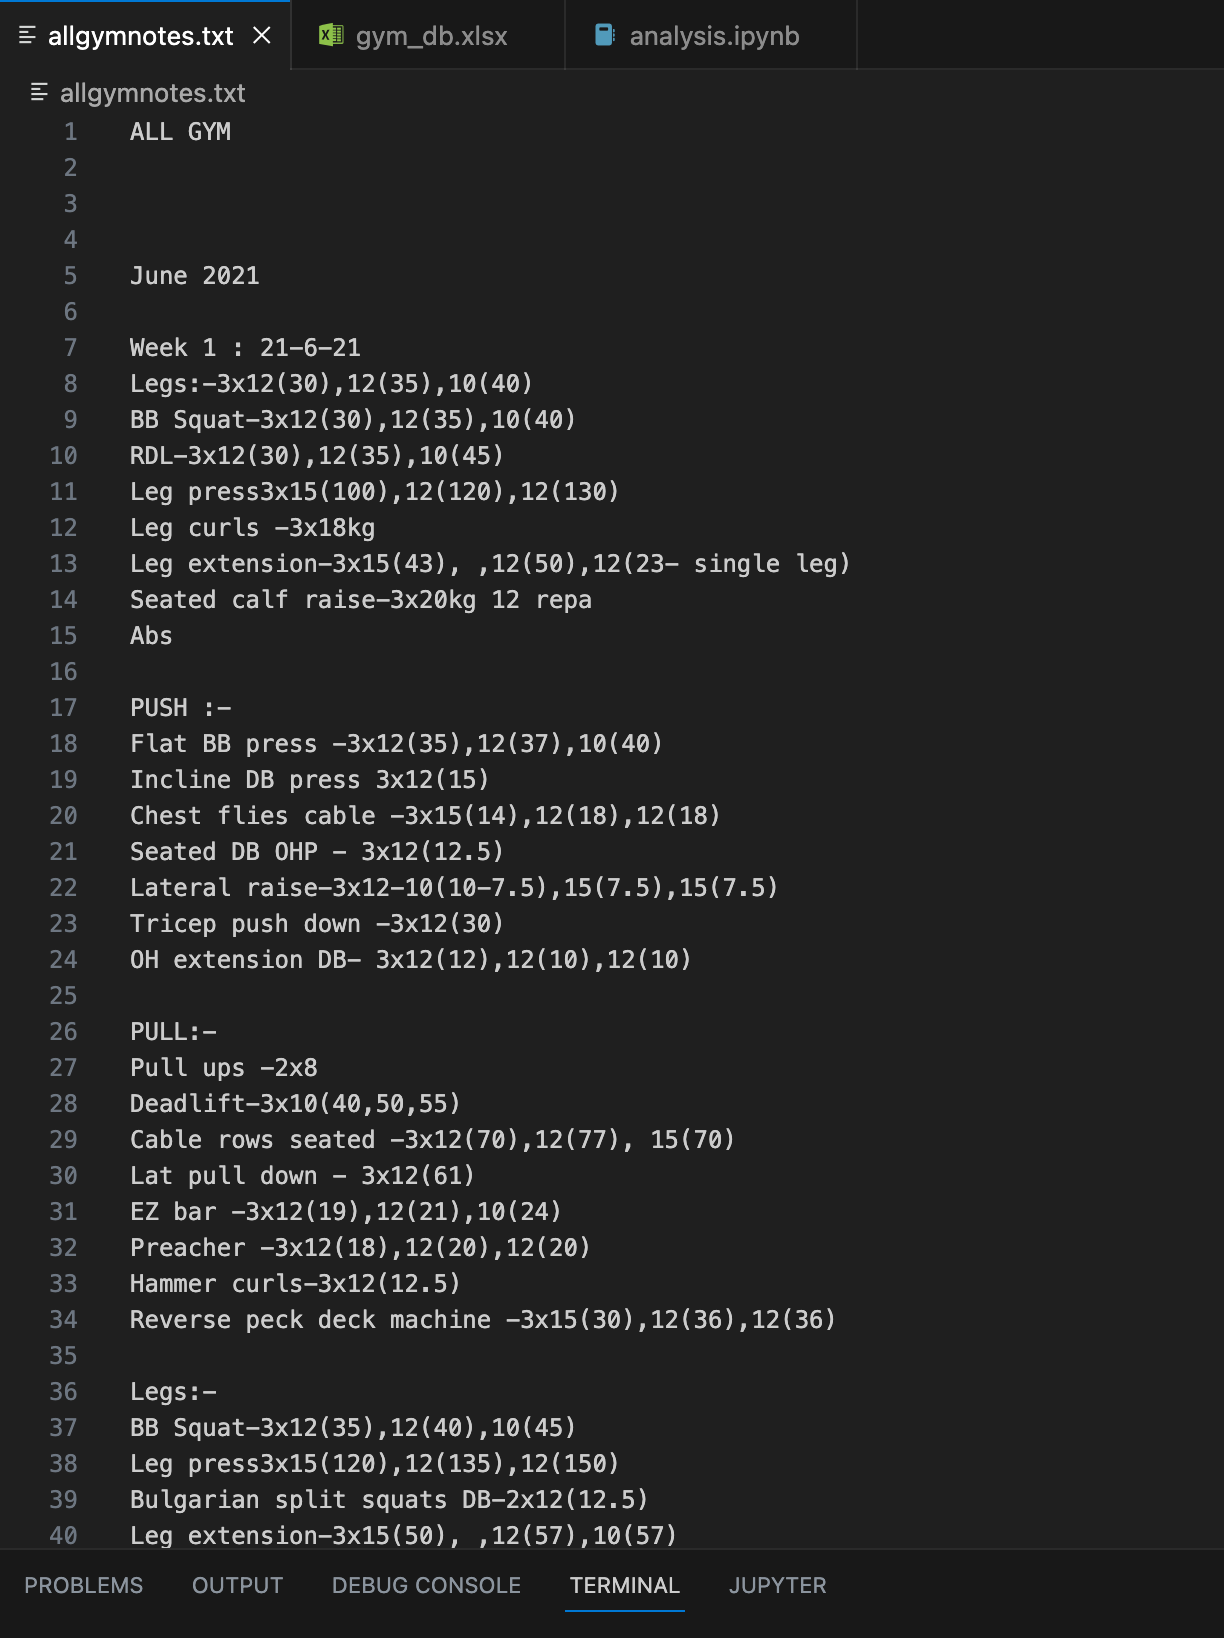 allgymnotes.txt
gym_db.xlsx
analysis.ipynb
allgymnotes.txt
1 ALL GYM
2
3
4
5 June 2021
6
7 Week 1 : 21-6-21
8 Legs:-3x12(30),12(35),10(40)
9 BB Squat-3x12(30),12(35),10(40)
10 RDL-3x12(30),12(35),10(45)
11 Leg press3x15(100),12(120),12(130)
12 Leg curls -3x18kg
13 Leg extension-3x15(43), ,12(50),12(23- single leg)
14 Seated calf raise-3x20kg 12 repa
15 Abs
16
17 PUSH :-
18 Flat BB press -3x12(35),12(37),10(40)
19 Incline DB press 3x12(15)
20 Chest flies cable -3x15(14),12(18),12(18)
21 Seated DB OHP - 3x12(12.5)
22 Lateral raise-3x12-10(10-7.5),15(7.5),15(7.5)
23 Tricep push down -3x12(30)
24 OH extension DB- 3x12(12),12(10),12(10)
25
26 PULL:-
27 Pull ups -2x8
28 Deadlift-3x10(40,50,55)
29 Cable rows seated -3x12(70),12(77), 15(70)
30 Lat pull down - 3x12(61)
31 EZ bar -3x12(19),12(21),10(24)
32 Preacher -3x12(18),12(20),12(20)
33 Hammer curls-3x12(12.5)
34 Reverse peck deck machine -3x15(30),12(36),12(36)
35
36 Legs:-
37 BB Squat-3x12(35),12(40),10(45)
38 Leg press3x15(120),12(135),12(150)
39 Bulgarian split squats DB-2x12(12.5)
40 Leg extension-3x15(50), ,12(57),10(57)
PROBLEMS OUTPUT DEBUG CONSOLE TERMINAL JUPYTER